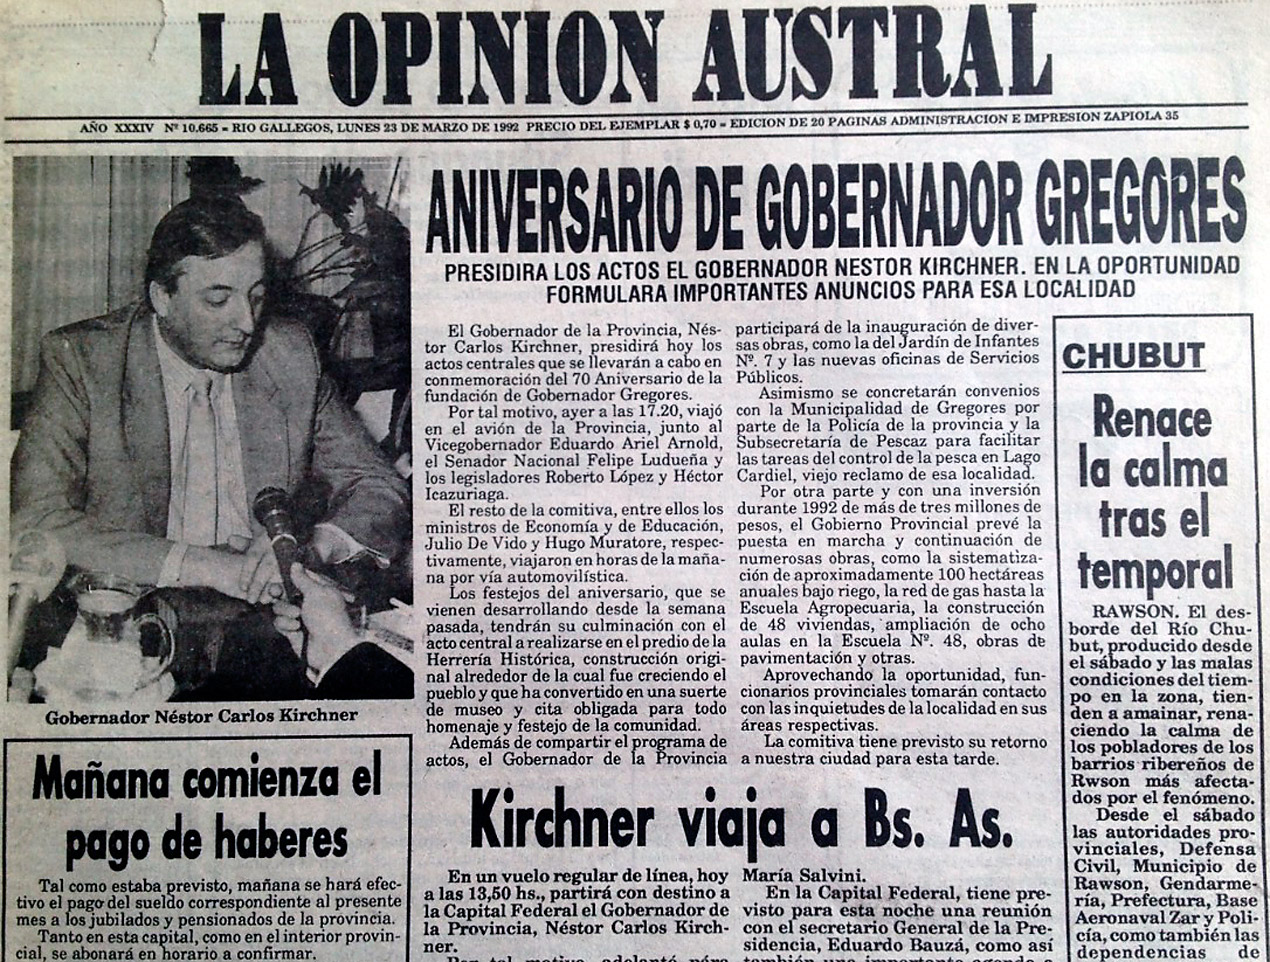 LA OPINION AUSTRAL
AÑO XXXIV Nº 10.665 - RIO GALLEGOS, LUNES 23 DE MARZO DE 1992 PRECIO DEL EJEMPLAR $ 0,70 - EDICION DE 20 PAGINAS ADMINISTRACION E IMPRESION ZAPIOLA 35
Gobernador Néstor Carlos Kirchner
ANIVERSARIO DE GOBERNADOR GREGORES
PRESIDIRA LOS ACTOS EL GOBERNADOR NESTOR KIRCHNER. EN LA OPORTUNIDAD
FORMULARA IMPORTANTES ANUNCIOS PARA ESA LOCALIDAD
El Gobernador de la Provincia, Nés-
tor Carlos Kirchner, presidirá hoy los
actos centrales que se llevarán a cabo en
conmemoración del 70 Aniversario de la
fundación de Gobernador Gregores.
Por tal motivo, ayer a las 17.20, viajó
en el avión de la Provincia, junto al
Vicegobernador Eduardo Ariel Arnold,
el Senador Nacional Felipe Ludueña y
los legisladores Roberto López y Héctor
Icazuriaga.
El resto de la comitiva, entre ellos los
ministros de Economía y de Educación,
Julio De Vido y Hugo Muratore, respec-
tivamente, viajaron en horas de la maña-
na por vía automovilística.
Los festejos del aniversario, que se
vienen desarrollando desde la semana
pasada, tendrán su culminación con el
acto central a realizarse en el predio de la
Herrería Histórica, construcción origi-
nal alrededor de la cual fue creciendo el
pueblo y que ha convertido en una suerte
de museo y cita obligada para todo
homenaje y festejo de la comunidad.
Además de compartir el programa de
actos, el Gobernador de la Provincia
participará de la inauguración de diver-
sas obras, como la del Jardín de Infantes
Nº. 7 y las nuevas oficinas de Servicios
Públicos.
Asimismo se concretarán convenios
con la Municipalidad de Gregores por
parte de la Policía de la provincia y la
Subsecretaría de Pescaz para facilitar
las tareas del control de la pesca en Lago
Cardiel, viejo reclamo de esa localidad.
Por otra parte y con una inversión
durante 1992 de más de tres millones de
pesos, el Gobierno Provincial prevé la
puesta en marcha y continuación de
numerosas obras, como la sistematiza-
ción de aproximadamente 100 hectáreas
anuales bajo riego, la red de gas hasta la
Escuela Agropecuaria, la construcción
de 48 viviendas, ampliación de ocho
aulas en la Escuela Nº. 48, obras de
pavimentación y otras.
Aprovechando la oportunidad, fun-
cionarios provinciales tomarán contacto
con las inquietudes de la localidad en sus
áreas respectivas.
La comitiva tiene previsto su retorno
a nuestra ciudad para esta tarde.
CHUBUT
Renace
la calma
tras el
temporal
RAWSON. El des-
borde del Río Chu-
but, producido desde
el sábado y las malas
condiciones del tiem-
po en la zona, tien-
den a amainar, rena-
ciendo la calma de
los pobladores de los
barrios ribereños de
Rwson más afecta-
dos por el fenómeno.
Desde el sábado
las autoridades pro-
vinciales, Defensa
Civil, Municipio de
Rawson, Gendarme-
ría, Prefectura, Base
Aeronaval Zar y Poli-
cía, como también las
dependencias de
Mañana comienza el
pago de haberes
Tal como estaba previsto, mañana se hará efec-
tivo el pago del sueldo correspondiente al presente
mes a los jubilados y pensionados de la provincia.
Tanto en esta capital, como en el interior provin-
cial, se abonará en horario a confirmar.
Kirchner viaja a Bs. As.
En un vuelo regular de línea, hoy
a las 13,50 hs., partirá con destino a
la Capital Federal el Gobernador de
la Provincia, Néstor Carlos Kirch-
ner.
Por tal motivo, adelantó
María Salvini.
En la Capital Federal, tiene pre-
visto para esta noche una reunión
con el secretario General de la Pre-
sidencia, Eduardo Bauzá, como así
también una importante agenda a